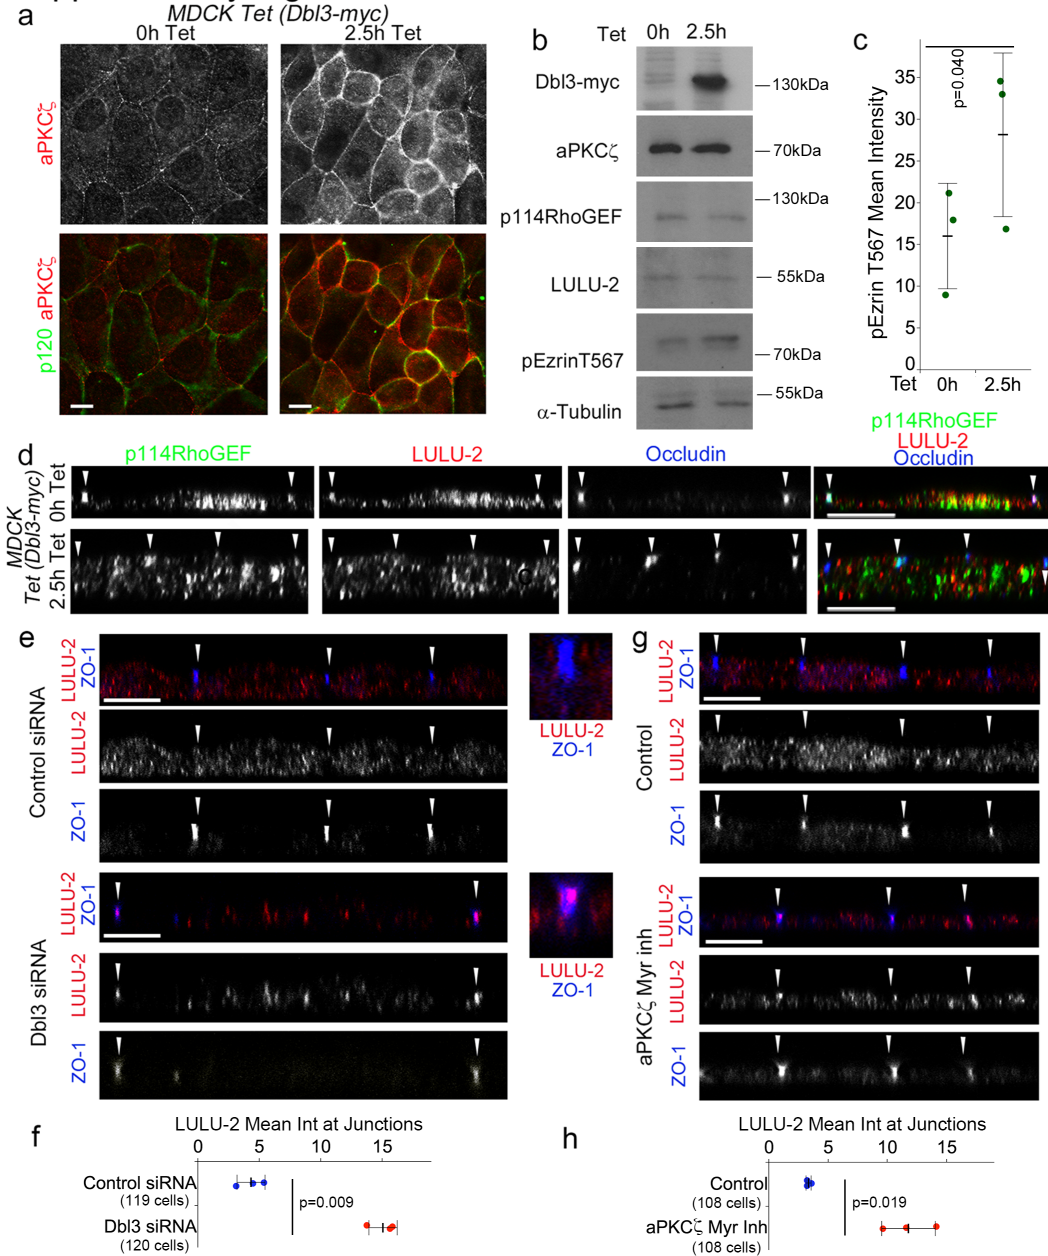 a
MDCK Tet (Dbl3-myc)
0h Tet
2.5h Tet
aPKCζ
p120 aPKCζ
b
Tet 0h 2.5h
Dbl3-myc
130kDa
aPKCζ
70kDa
p114RhoGEF
130kDa
LULU-2
55kDa
pEzrinT567
70kDa
α-Tubulin
55kDa
c
pEzrin T567 Mean Intensity
p=0.040
35
30
25
20
15
10
5
0
Tet 0h 2.5h
d
p114RhoGEF
LULU-2
Occludin
p114RhoGEF
LULU-2
Occludin
MDCK
Tet (Dbl3-myc)
0h Tet
2.5h Tet
e
Control siRNA
LULU-2
ZO-1
LULU-2
ZO-1
LULU-2
ZO-1
Dbl3 siRNA
LULU-2
ZO-1
LULU-2
ZO-1
LULU-2
ZO-1
g
Control
LULU-2
ZO-1
LULU-2
ZO-1
aPKCζ Myr inh
LULU-2
ZO-1
LULU-2
ZO-1
f
LULU-2 Mean Int at Junctions
0 5 10 15
Control siRNA
(119 cells)
p=0.009
Dbl3 siRNA
(120 cells)
h
LULU-2 Mean Int at Junctions
0 5 10 15
Control
(108 cells)
p=0.019
aPKCζ Myr Inh
(108 cells)